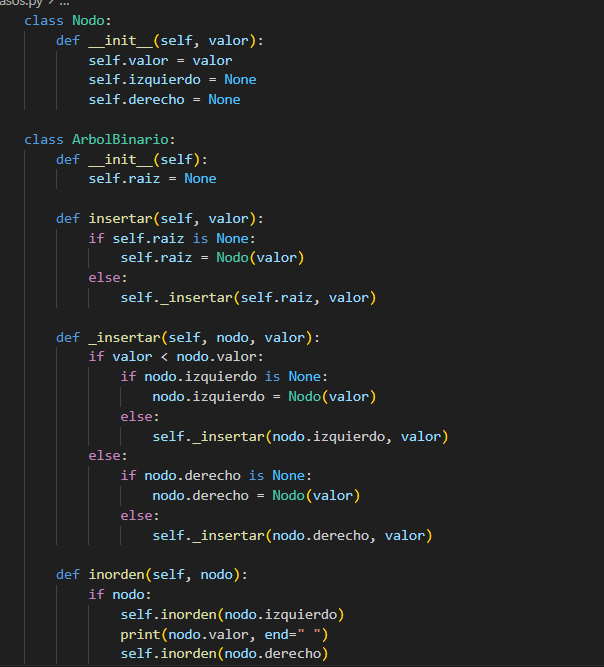 asos.py > ...
class Nodo:
    def __init__(self, valor):
        self.valor = valor
        self.izquierdo = None
        self.derecho = None

class ArbolBinario:
    def __init__(self):
        self.raiz = None

    def insertar(self, valor):
        if self.raiz is None:
            self.raiz = Nodo(valor)
        else:
            self._insertar(self.raiz, valor)

    def _insertar(self, nodo, valor):
        if valor < nodo.valor:
            if nodo.izquierdo is None:
                nodo.izquierdo = Nodo(valor)
            else:
                self._insertar(nodo.izquierdo, valor)
        else:
            if nodo.derecho is None:
                nodo.derecho = Nodo(valor)
            else:
                self._insertar(nodo.derecho, valor)

    def inorden(self, nodo):
        if nodo:
            self.inorden(nodo.izquierdo)
            print(nodo.valor, end=" ")
            self.inorden(nodo.derecho)